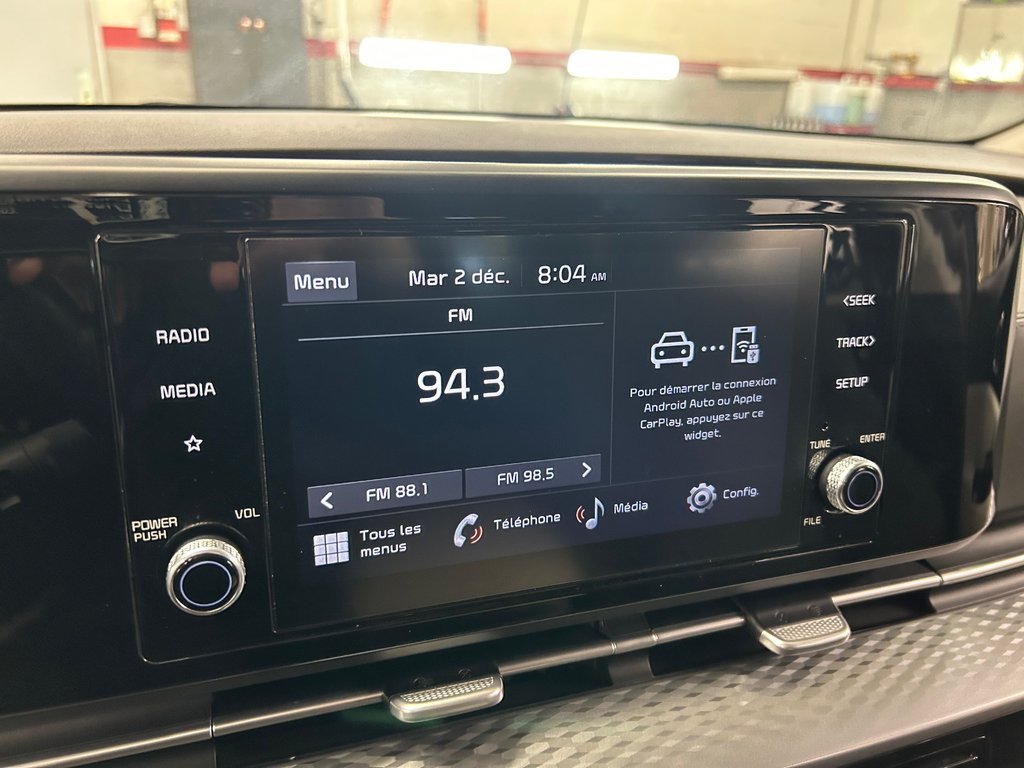 Menu
Mar 2 déc.
8:04 AM
FM
94.3
FM 88.1
FM 98.5
Pour démarrer la connexion
Android Auto ou Apple
CarPlay, appuyez sur ce
widget.
Tous les
menus
Téléphone
Média
Config.
RADIO
MEDIA
POWER
PUSH
VOL
<SEEK
TRACK>
SETUP
TUNE
ENTER
FILE